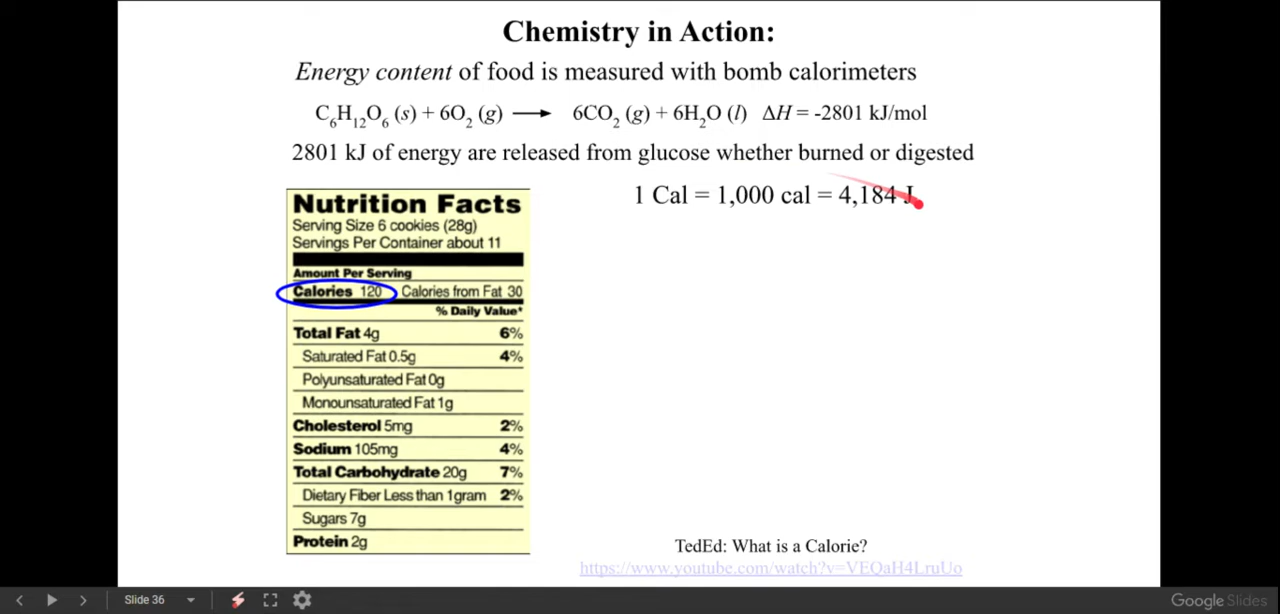 Chemistry in Action:
Energy content of food is measured with bomb calorimeters
C₆H₁₂O₆ (s) + 6O₂ (g) ⟶ 6CO₂ (g) + 6H₂O (l) ΔH = -2801 kJ/mol
2801 kJ of energy are released from glucose whether burned or digested
1 Cal = 1,000 cal = 4,184 J
Nutrition Facts
Serving Size 6 cookies (28g)
Servings Per Container about 11
Amount Per Serving
Calories 120 Calories from Fat 30
% Daily Value*
Total Fat 4g 6%
Saturated Fat 0.5g 4%
Polyunsaturated Fat 0g
Monounsaturated Fat 1g
Cholesterol 5mg 2%
Sodium 105mg 4%
Total Carbohydrate 20g 7%
Dietary Fiber Less than 1gram 2%
Sugars 7g
Protein 2g
TedEd: What is a Calorie?
https://www.youtube.com/watch?v=VEQaH4LruUo
Slide 36
Google Slides